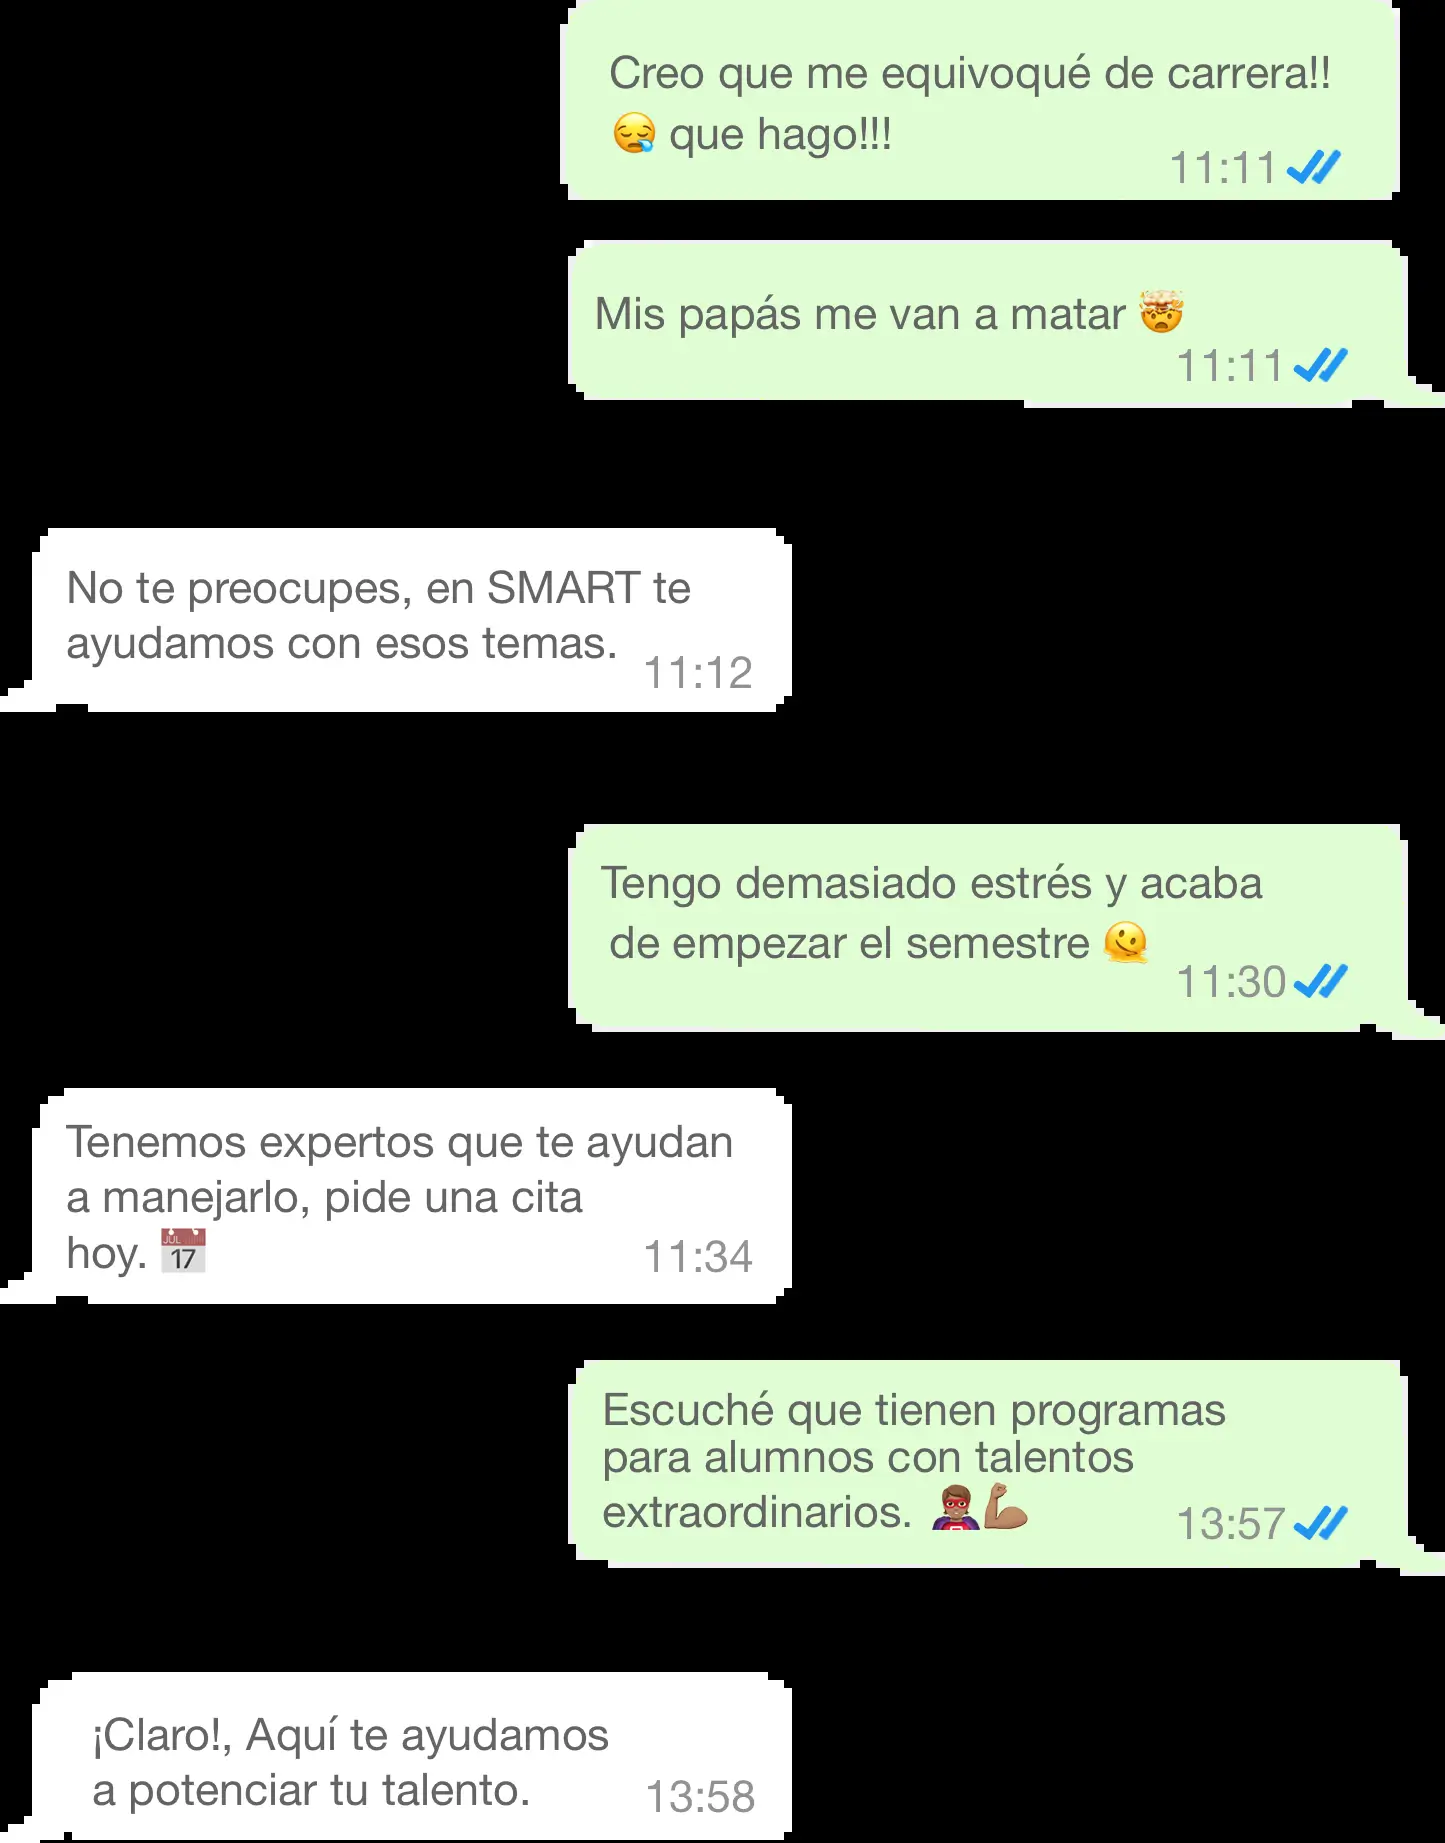 Creo que me equivoqué de carrera!!
😪 que hago!!!
11:11
Mis papás me van a matar 🤯
11:11
No te preocupes, en SMART te
ayudamos con esos temas.
11:12
Tengo demasiado estrés y acaba
de empezar el semestre 🫠
11:30
Tenemos expertos que te ayudan
a manejarlo, pide una cita
hoy. 📅
11:34
Escuché que tienen programas
para alumnos con talentos
extraordinarios. 🦸🏽💪🏽
13:57
¡Claro!, Aquí te ayudamos
a potenciar tu talento.
13:58